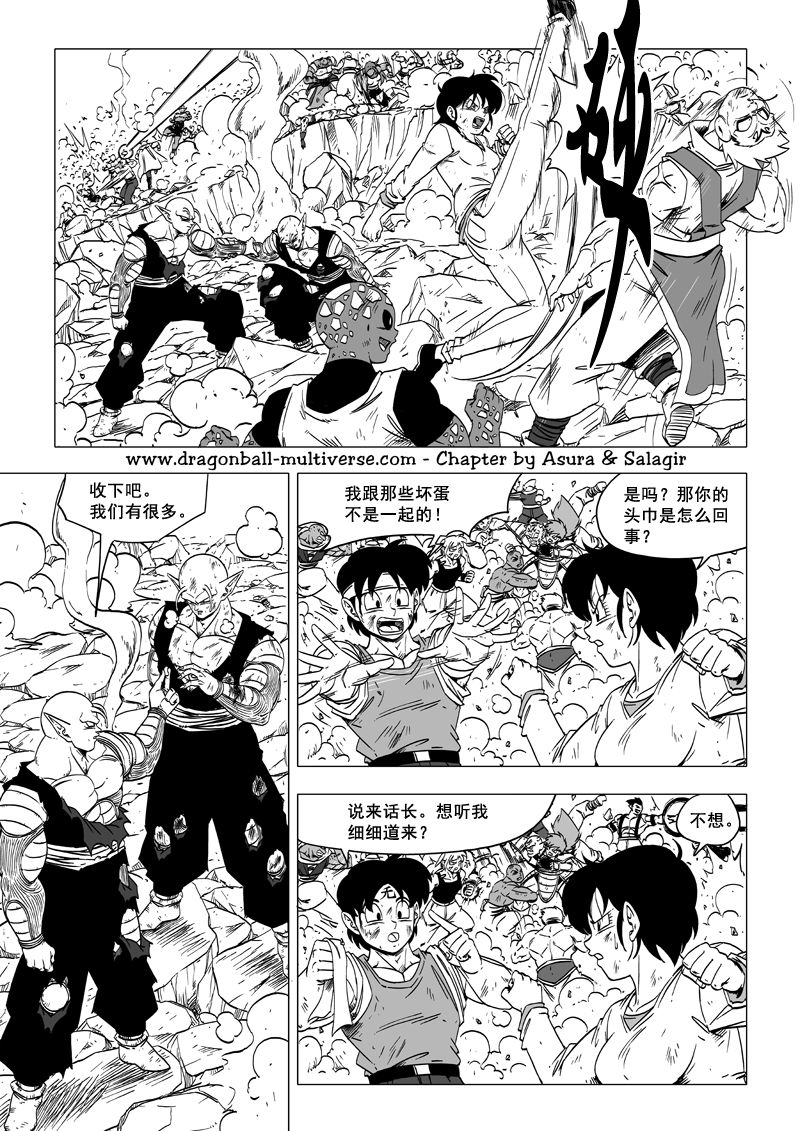 www.dragonball-multiverse.com - Chapter by Asura & Salagir
收下吧。
我们有很多。
我跟那些坏蛋
不是一起的！
是吗？那你的
头巾是怎么回
事？
说来话长。想听我
细细道来？
不想。